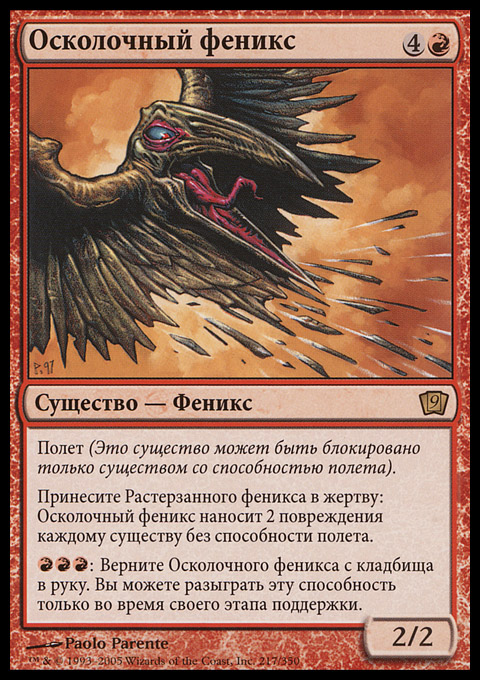 Осколочный феникс 4
Существо — Феникс 9
Полет (Это существо может быть блокировано
только существом со способностью полета).
Принесите Растерзанного феникса в жертву:
Осколочный феникс наносит 2 повреждения
каждому существу без способности полета.
: Верните Осколочного феникса с кладбища
в руку. Вы можете разыграть эту способность
только во время своего этапа поддержки.
2/2
Paolo Parente
™ & © 1993–2005 Wizards of the Coast, Inc. 217/350